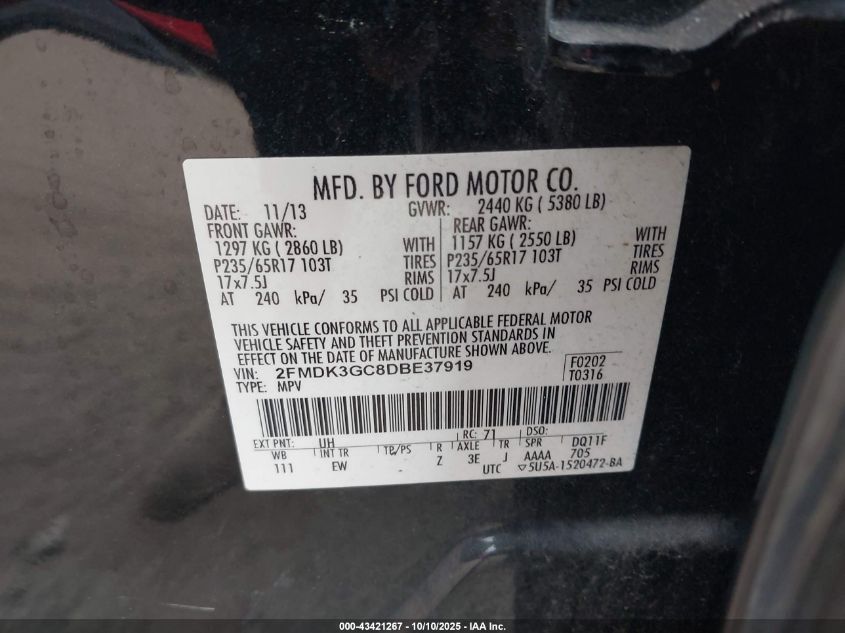 MFD. BY FORD MOTOR CO.
DATE: 11/13 GVWR: 2440 KG ( 5380 LB)
FRONT GAWR: REAR GAWR:
1297 KG ( 2860 LB) WITH 1157 KG ( 2550 LB) WITH
P235/65R17 103T TIRES P235/65R17 103T TIRES
17x7.5J RIMS 17x7.5J RIMS
AT 240 kPa/ 35 PSI COLD AT 240 kPa/ 35 PSI COLD
THIS VEHICLE CONFORMS TO ALL APPLICABLE FEDERAL MOTOR
VEHICLE SAFETY AND THEFT PREVENTION STANDARDS IN
EFFECT ON THE DATE OF MANUFACTURE SHOWN ABOVE.
VIN: 2FMDK3GC8DBE37919 F0202
TYPE: MPV T0316
EXT PNT: UH RC: 71 DSO:
WB INT TR TP/PS R AXLE TR SPR DQ11F
111 EW Z 3E J AAAA 705
UTC ▽5U5A-1520472-BA
000-43421267 - 10/10/2025 - IAA Inc.